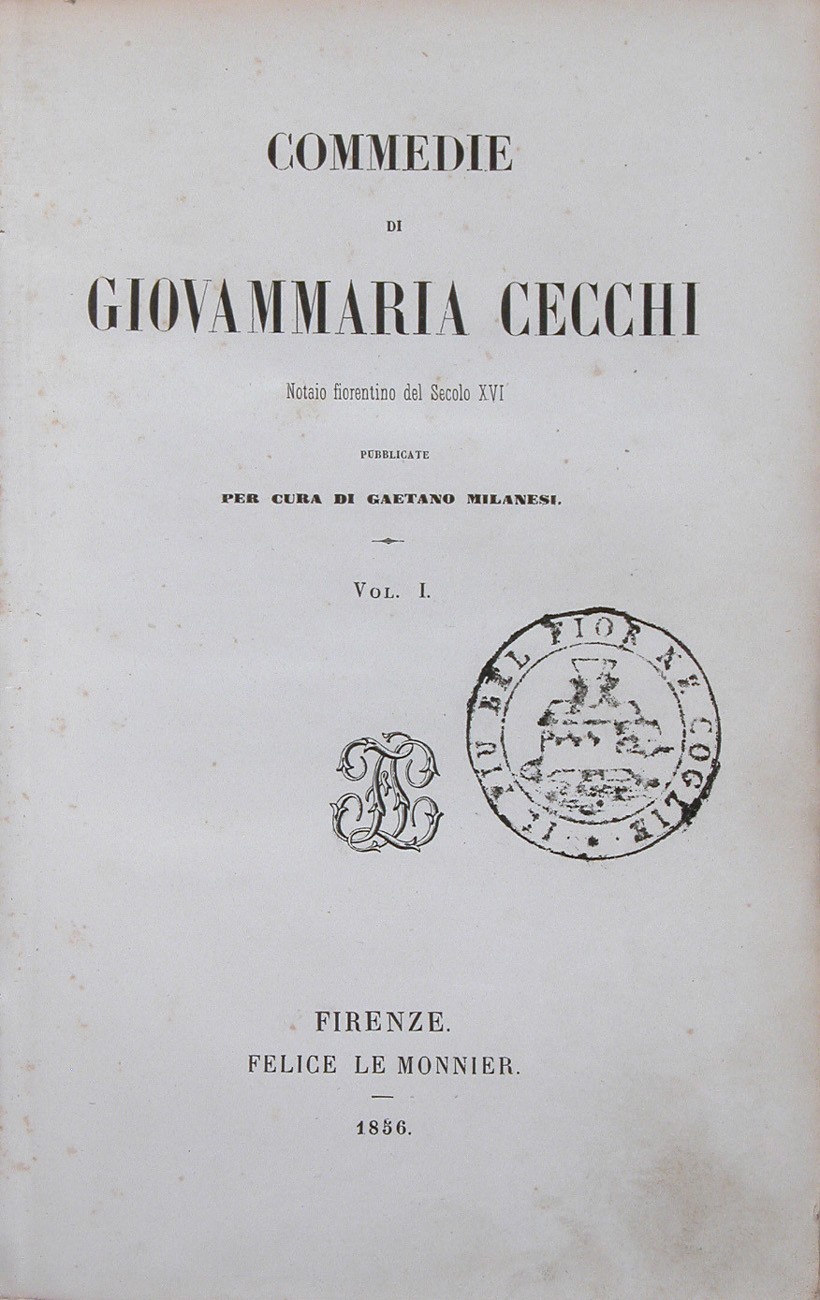 COMMEDIE
DI
GIOVAMMARIA CECCHI
Notaio fiorentino del Secolo XVI
PUBBLICATE
PER CURA DI GAETANO MILANESI.
VOL. I.
IL PIU BEL FIOR NE COGLIE
FIRENZE.
FELICE LE MONNIER.
1856.